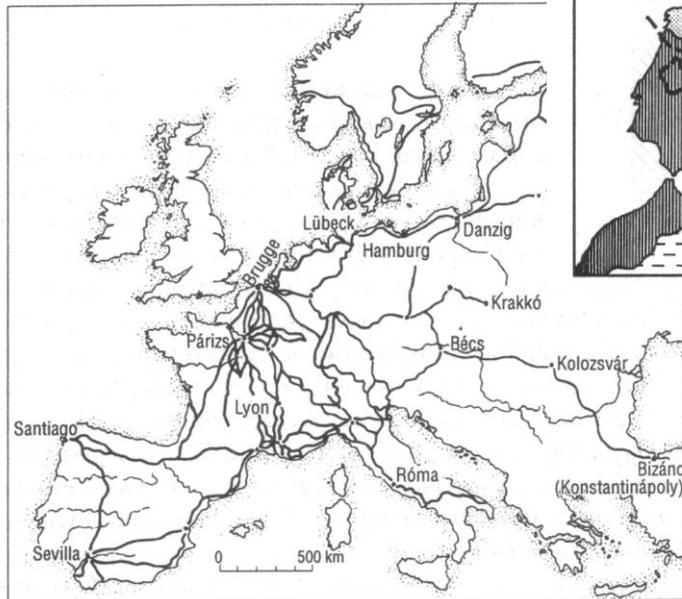 Lübeck
Hamburg
Danzig
Brugge
Krakkó
Párizs
Bécs
Kolozsvár
Lyon
Santiago
Róma
Bizánc
(Konstantinápoly)
Sevilla
0 500 km